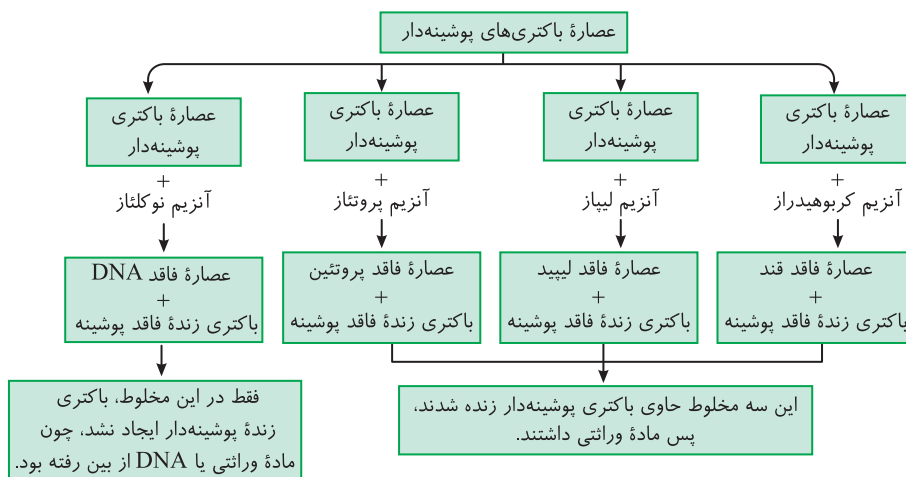 عصارهٔ باکتری‌های پوشینه‌دار
عصارهٔ باکتری
پوشینه‌دار
+
آنزیم کربوهیدراز
عصارهٔ فاقد قند
+
باکتری زندهٔ فاقد پوشینه
عصارهٔ باکتری
پوشینه‌دار
+
آنزیم لیپاز
عصارهٔ فاقد لیپید
+
باکتری زندهٔ فاقد پوشینه
عصارهٔ باکتری
پوشینه‌دار
+
آنزیم پروتئاز
عصارهٔ فاقد پروتئین
+
باکتری زندهٔ فاقد پوشینه
عصارهٔ باکتری
پوشینه‌دار
+
آنزیم نوکلئاز
عصارهٔ فاقد DNA
+
باکتری زندهٔ فاقد پوشینه
این سه مخلوط حاوی باکتری پوشینه‌دار زنده شدند،
پس مادهٔ وراثتی داشتند.
فقط در این مخلوط، باکتری
زندهٔ پوشینه‌دار ایجاد نشد، چون
مادهٔ وراثتی یا DNA از بین رفته بود.